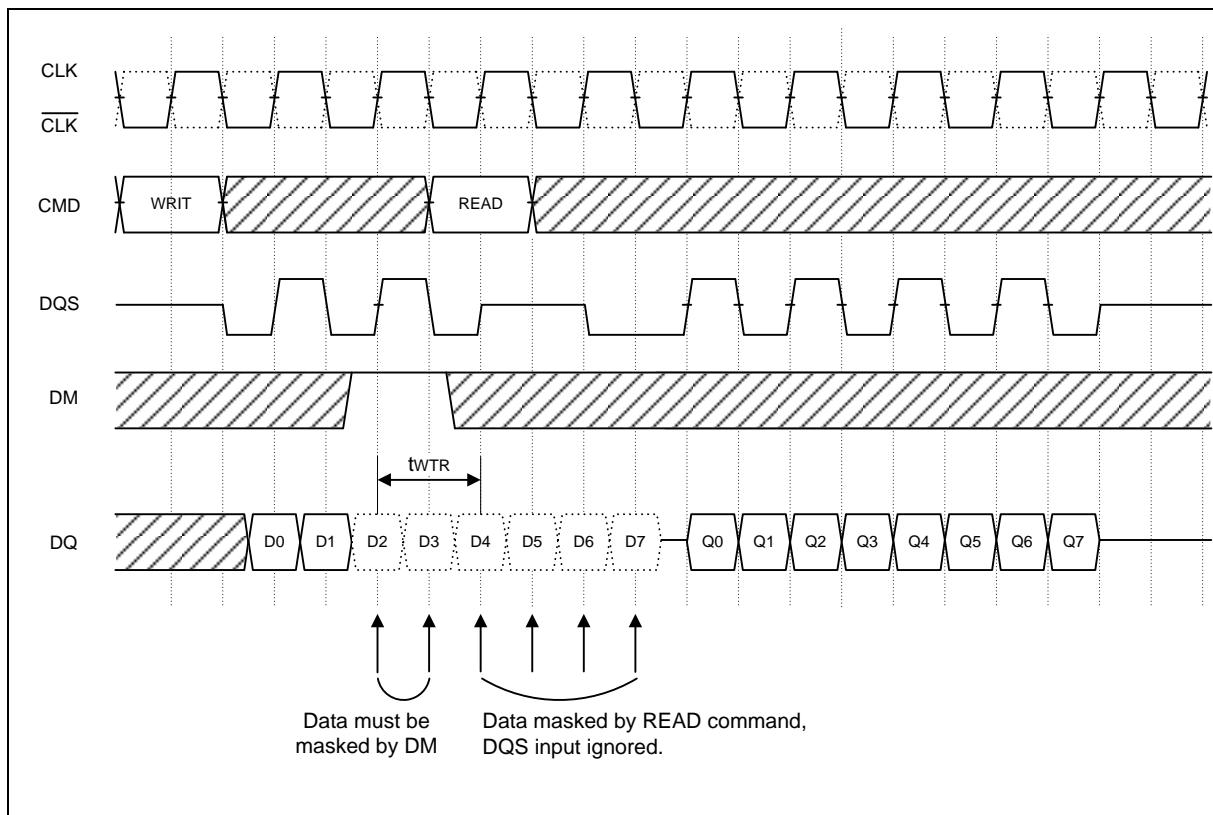 CLK
C̅L̅K̅
CMD
WRIT
READ
DQS
DM
tWTR
DQ
D0 D1 D2 D3 D4 D5 D6 D7 Q0 Q1 Q2 Q3 Q4 Q5 Q6 Q7
Data must be
masked by DM
Data masked by READ command,
DQS input ignored.